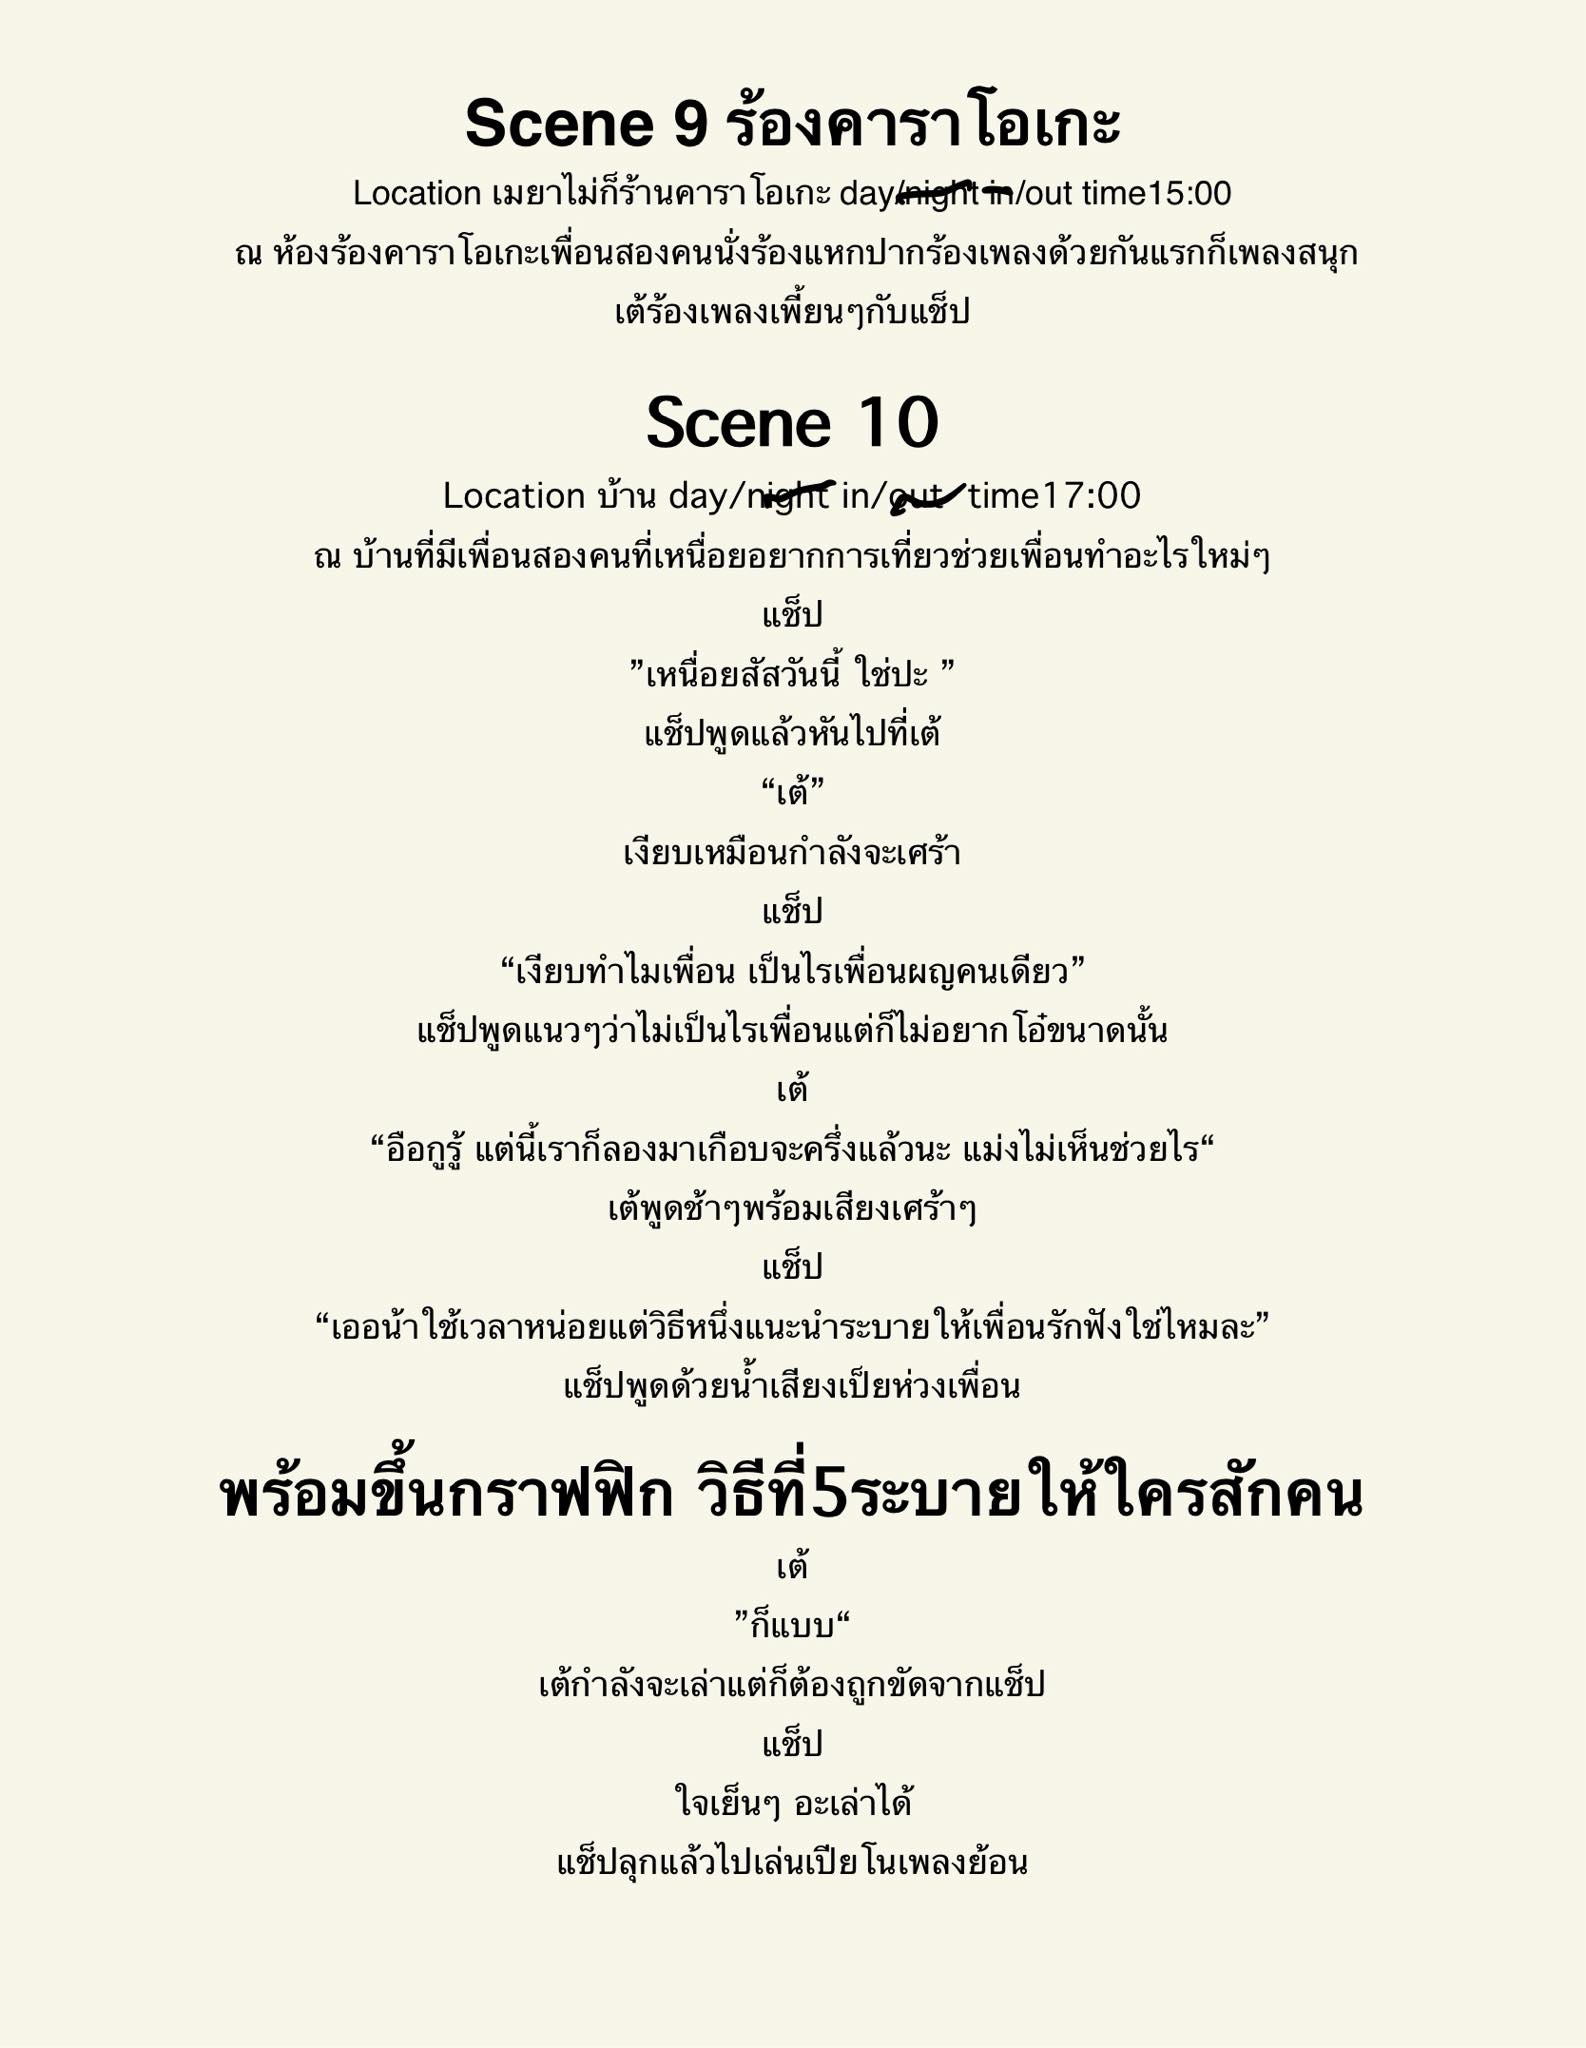 Scene 9 ร้องคาราโอเกะ
Location เมยาไม่ก็ร้านคาราโอเกะ day/night in/out time15:00
ณ ห้องร้องคาราโอเกะเพื่อนสองคนนั่งร้องแหกปากร้องเพลงด้วยกันแรกก็เพลงสนุก
เต้ร้องเพลงเพี้ยนๆกับแช็ป
Scene 10
Location บ้าน day/night in/out time17:00
ณ บ้านที่มีเพื่อนสองคนที่เหนื่อยอยากการเที่ยวช่วยเพื่อนทำอะไรใหม่ๆ
แช็ป
”เหนื่อยสัสวันนี้ ใช่ปะ ”
แช็ปพูดแล้วหันไปที่เต้
“เต้”
เงียบเหมือนกำลังจะเศร้า
แช็ป
“เงียบทำไมเพื่อน เป็นไรเพื่อนผญคนเดียว”
แช็ปพูดแนวๆว่าไม่เป็นไรเพื่อนแต่ก็ไม่อยากโอ๋ขนาดนั้น
เต้
“อือกูรู้ แต่นี้เราก็ลองมาเกือบจะครึ่งแล้วนะ แม่งไม่เห็นช่วยไร“
เต้พูดช้าๆพร้อมเสียงเศร้าๆ
แช็ป
“เออน้าใช้เวลาหน่อยแต่วิธีหนึ่งแนะนำระบายให้เพื่อนรักฟังใช่ไหมละ”
แช็ปพูดด้วยน้ำเสียงเป็ยห่วงเพื่อน
พร้อมขึ้นกราฟฟิก วิธีที่5ระบายให้ใครสักคน
เต้
”ก็แบบ“
เต้กำลังจะเล่าแต่ก็ต้องถูกขัดจากแช็ป
แช็ป
ใจเย็นๆ อะเล่าได้
แช็ปลุกแล้วไปเล่นเปียโนเพลงย้อน